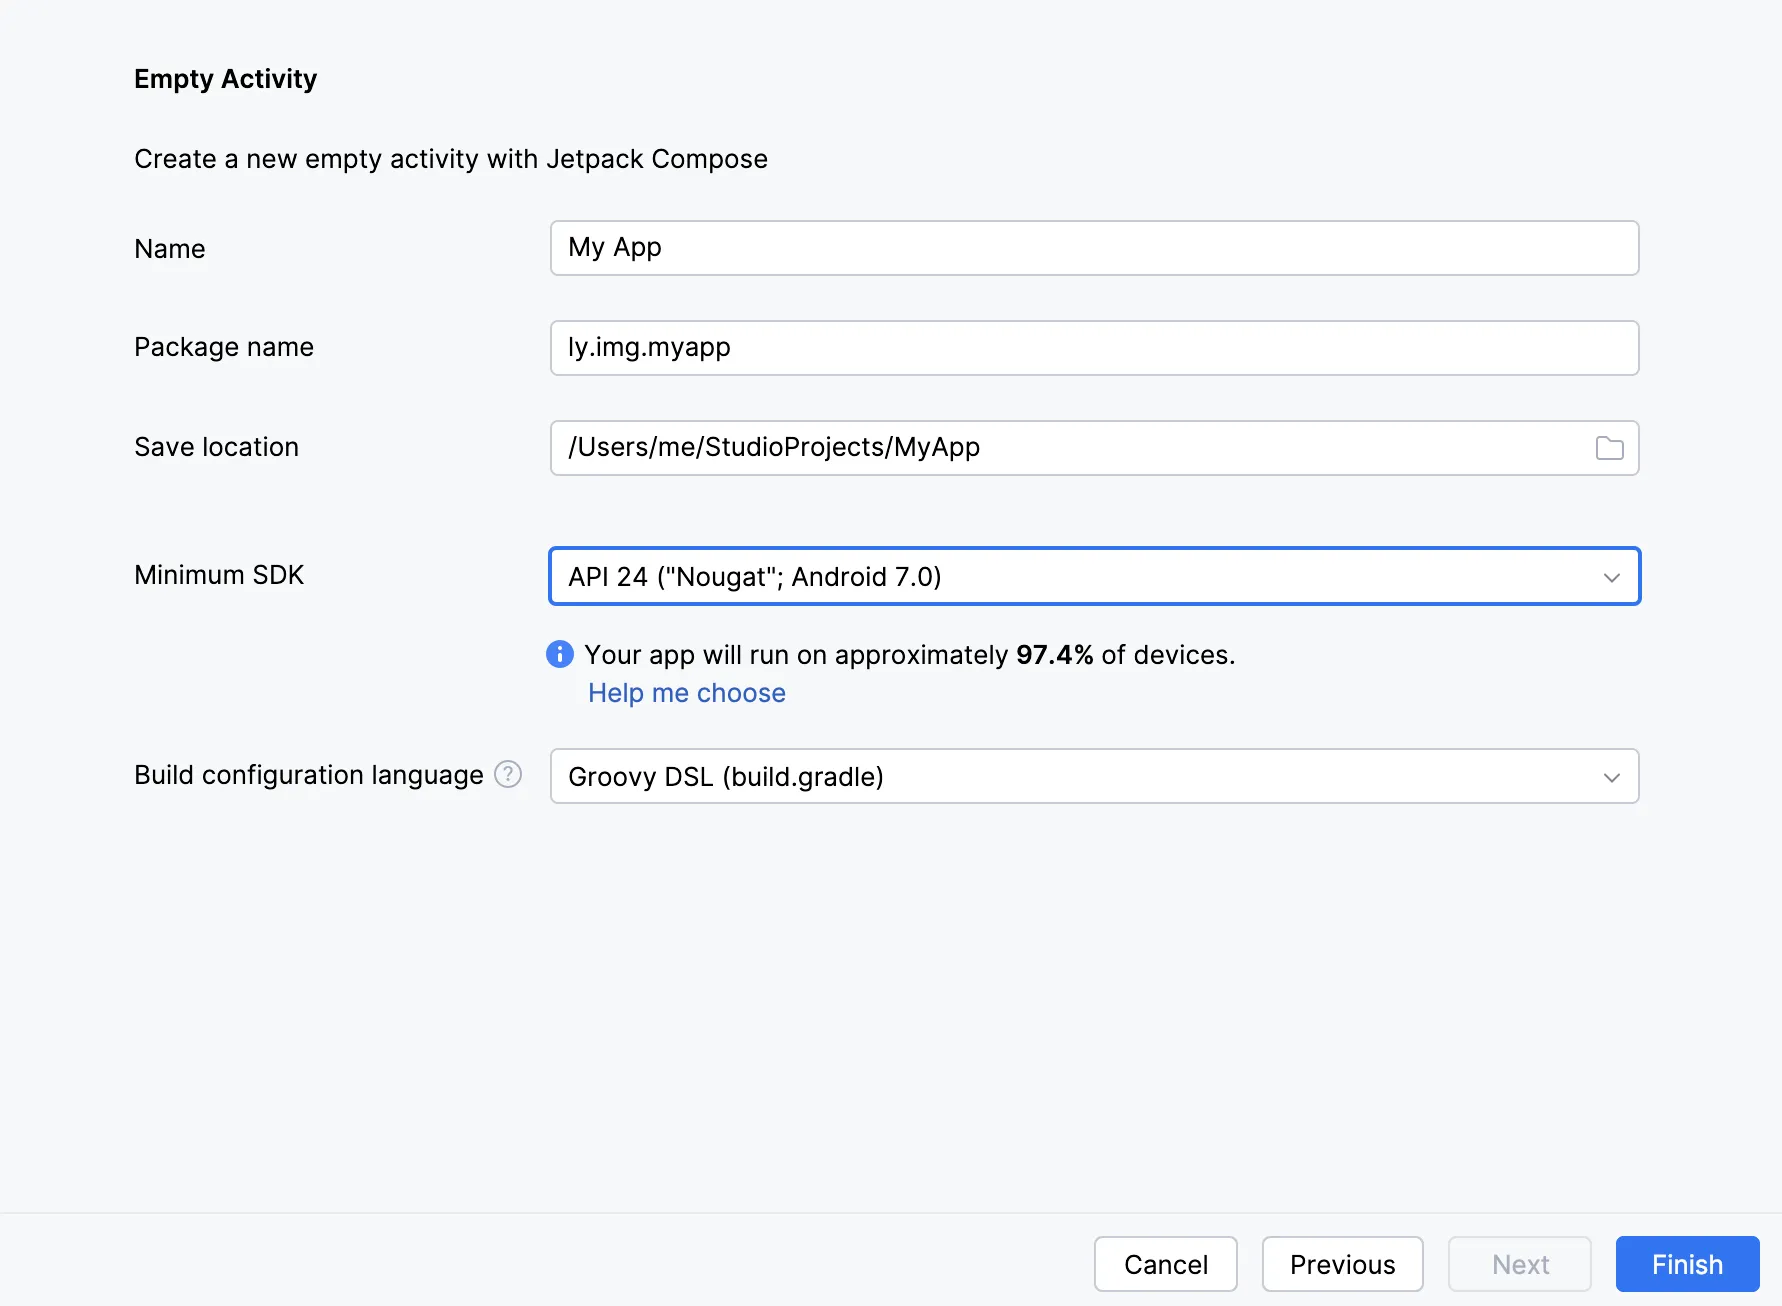 Empty Activity
Create a new empty activity with Jetpack Compose
Name
My App
Package name
ly.img.myapp
Save location
/Users/me/StudioProjects/MyApp
Minimum SDK
API 24 ("Nougat"; Android 7.0)
Your app will run on approximately 97.4% of devices.
Help me choose
Build configuration language ?
Groovy DSL (build.gradle)
Cancel
Previous
Next
Finish